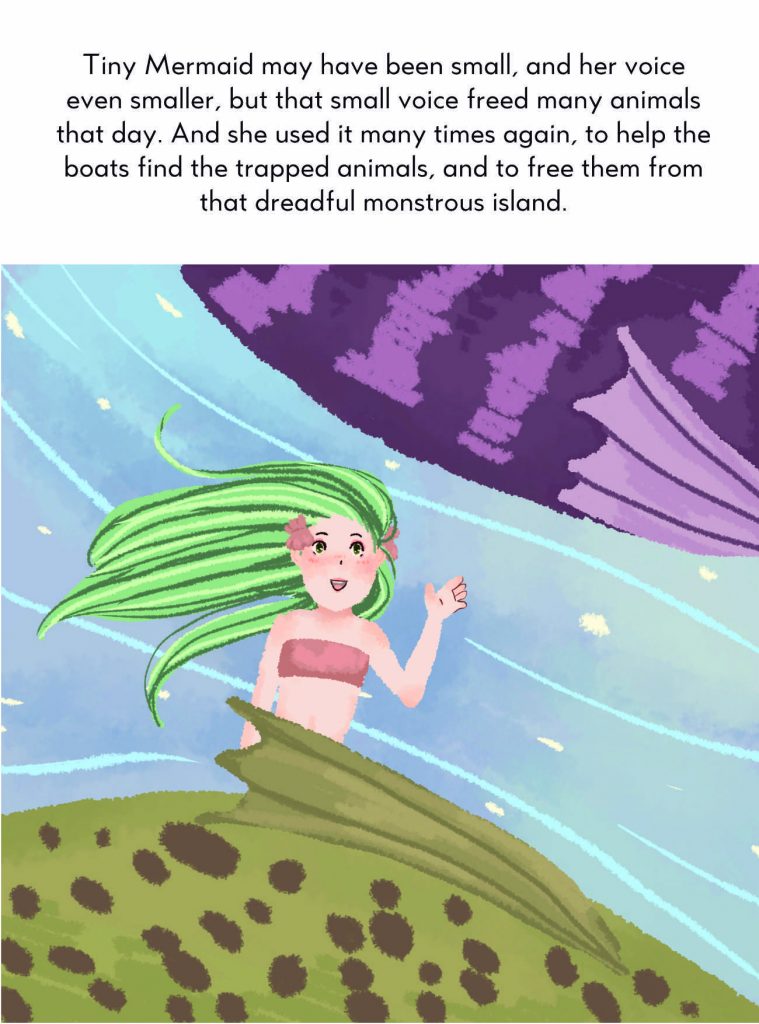 Tiny Mermaid may have been small, and her voice
even smaller, but that small voice freed many animals
that day. And she used it many times again, to help the
boats find the trapped animals, and to free them from
that dreadful monstrous island.